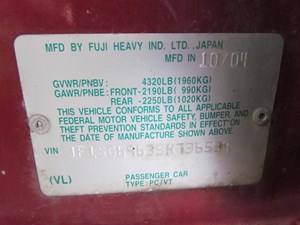 MFD BY FUJI HEAVY IND. LTD., JAPAN
MFD IN 10/04
GVWR/PNBV : 4320LB(1960KG)
GAWR/PNBE : FRONT-2190LB( 990KG)
REAR -2250LB(1020KG)
THIS VEHICLE CONFORMS TO ALL APPLICABLE
FEDERAL MOTOR VEHICLE SAFETY, BUMPER, AND
THEFT PREVENTION STANDARDS IN EFFECT ON
THE DATE OF MANUFACTURE SHOWN ABOVE.
VIN
(VL) PASSENGER CAR
TYPE : PC/VT